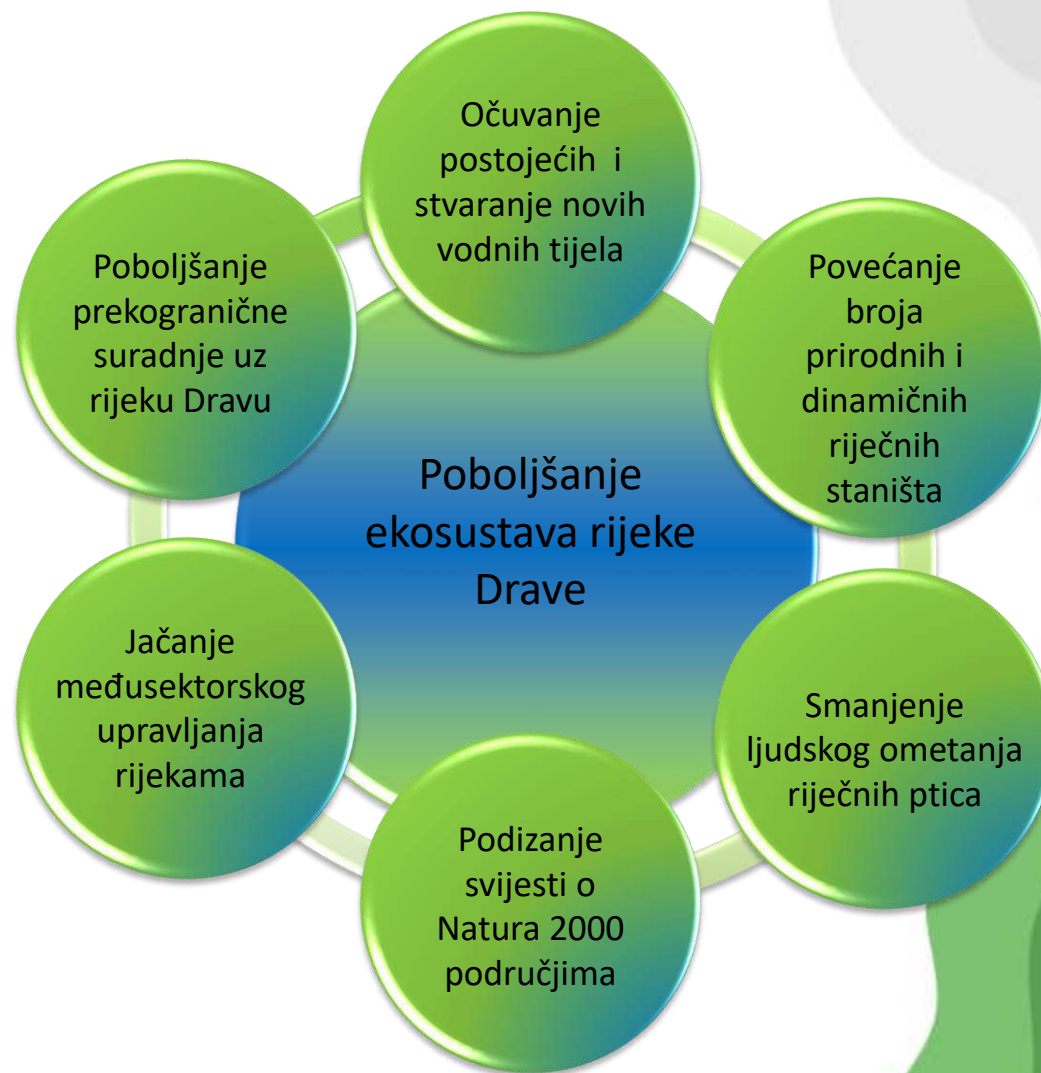 Očuvanje
postojećih i
stvaranje novih
vodnih tijela
Povećanje
broja
prirodnih i
dinamičnih
riječnih
staništa
Smanjenje
ljudskog ometanja
riječnih ptica
Podizanje
svijesti o
Natura 2000
područjima
Jačanje
međusektorskog
upravljanja
rijekama
Poboljšanje
prekogranične
suradnje uz
rijeku Dravu
Poboljšanje
ekosustava rijeke
Drave